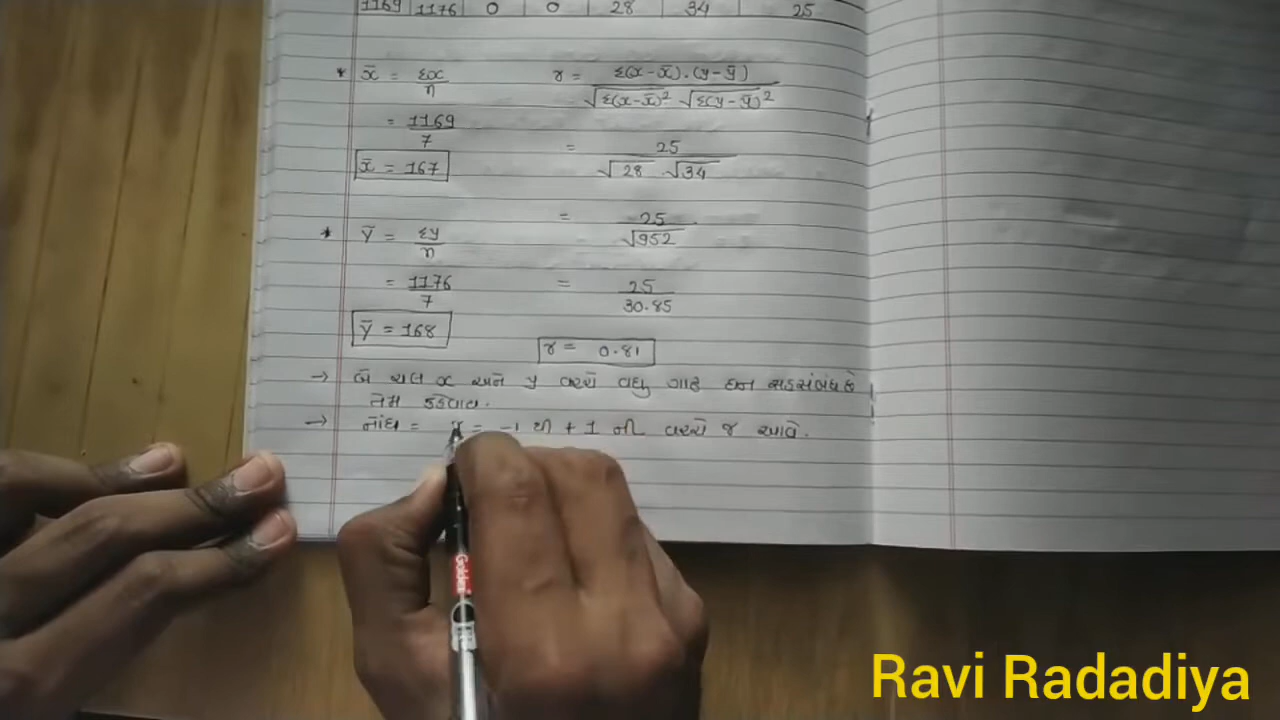 1169 1176 0 0 28 34 25
* x̄ = Σx/n
= 1169/7
x̄ = 167
* ȳ = Σy/n
= 1176/7
ȳ = 168
r = Σ(x-x̄).(y-ȳ) / √Σ(x-x̄)² √Σ(y-ȳ)²
= 25 / √28 √34
= 25 / √952
= 25 / 30.85
r = 0.81
→ બે ચલ x અને y વચ્ચે વધુ ગાઢ ધન સહસંબંધ છે
તેમ કહેવાય.
→ નોંધ = r = -1 થી + 1 ની વચ્ચે જ આવે.
Golden
Ravi Radadiya